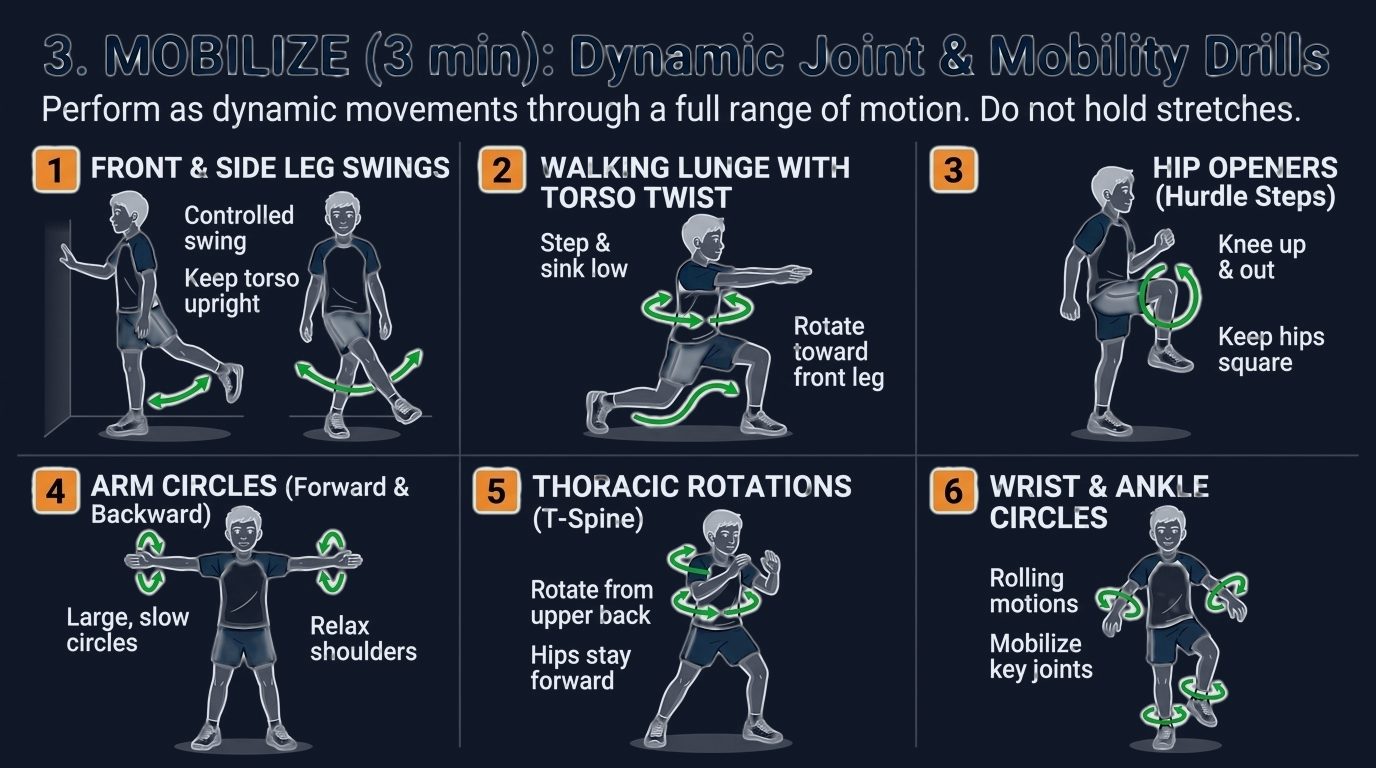 3. MOBILIZE (3 min): Dynamic Joint & Mobility Drills
Perform as dynamic movements through a full range of motion. Do not hold stretches.
1
FRONT & SIDE LEG SWINGS
Controlled
swing
Keep torso
upright
2
WALKING LUNGE WITH
TORSO TWIST
Step &
sink low
Rotate
toward
front leg
3
HIP OPENERS
(Hurdle Steps)
Knee up
& out
Keep hips
square
4
ARM CIRCLES (Forward &
Backward)
Large, slow
circles
Relax
shoulders
5
THORACIC ROTATIONS
(T-Spine)
Rotate from
upper back
Hips stay
forward
6
WRIST & ANKLE
CIRCLES
Rolling
motions
Mobilize
key joints